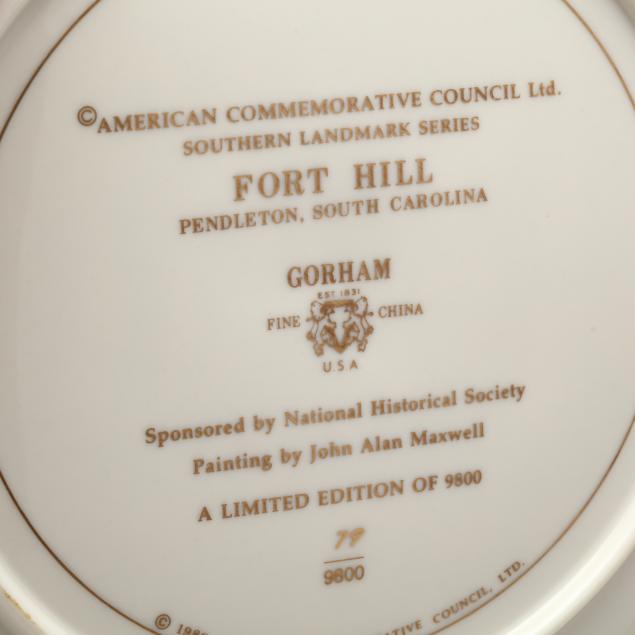 ©AMERICAN COMMEMORATIVE COUNCIL Ltd.
SOUTHERN LANDMARK SERIES
FORT HILL
PENDLETON, SOUTH CAROLINA
GORHAM
EST 1831
FINE CHINA
U.S.A
Sponsored by National Historical Society
Painting by John Alan Maxwell
A LIMITED EDITION OF 9800
79
9800
© COUNCIL, LTD.